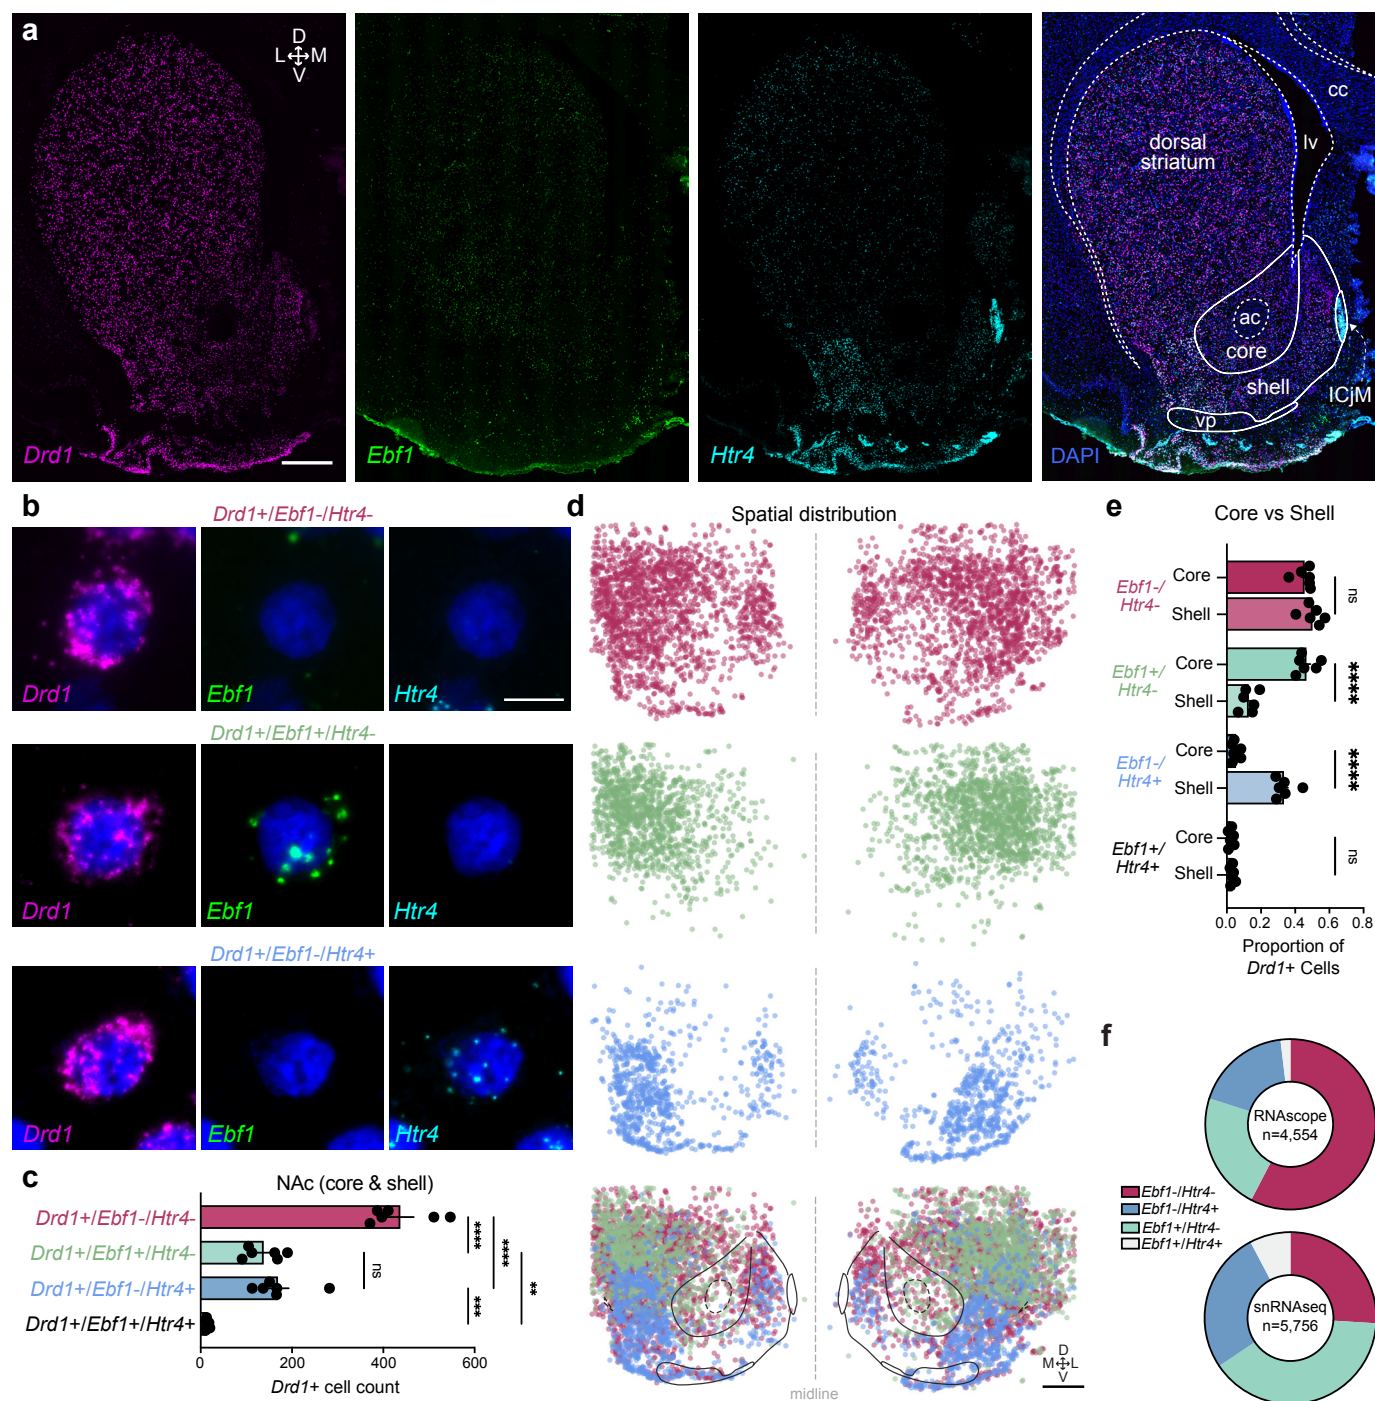 a
D
L M
V
Drd1
Ebf1
Htr4
dorsal
striatum
cc
lv
ac
core
shell
ICjM
vp
DAPI
b
Drd1+/Ebf1-/Htr4-
Drd1
Ebf1
Htr4
Drd1+/Ebf1+/Htr4-
Drd1
Ebf1
Htr4
Drd1+/Ebf1-/Htr4+
Drd1
Ebf1
Htr4
c
NAc (core & shell)
Drd1+/Ebf1-/Htr4-
Drd1+/Ebf1+/Htr4-
Drd1+/Ebf1-/Htr4+
Drd1+/Ebf1+/Htr4+
ns
****
***
****
**
0 200 400 600
Drd1+ cell count
d
Spatial distribution
D
M L
V
midline
e
Core vs Shell
Ebf1-/
Htr4-
Core
Shell
ns
Ebf1+/
Htr4-
Core
Shell
****
Ebf1-/
Htr4+
Core
Shell
****
Ebf1+/
Htr4+
Core
Shell
ns
0.0 0.2 0.4 0.6 0.8
Proportion of
Drd1+ Cells
f
RNAscope
n=4,554
Ebf1-/Htr4-
Ebf1-/Htr4+
Ebf1+/Htr4-
Ebf1+/Htr4+
snRNAseq
n=5,756